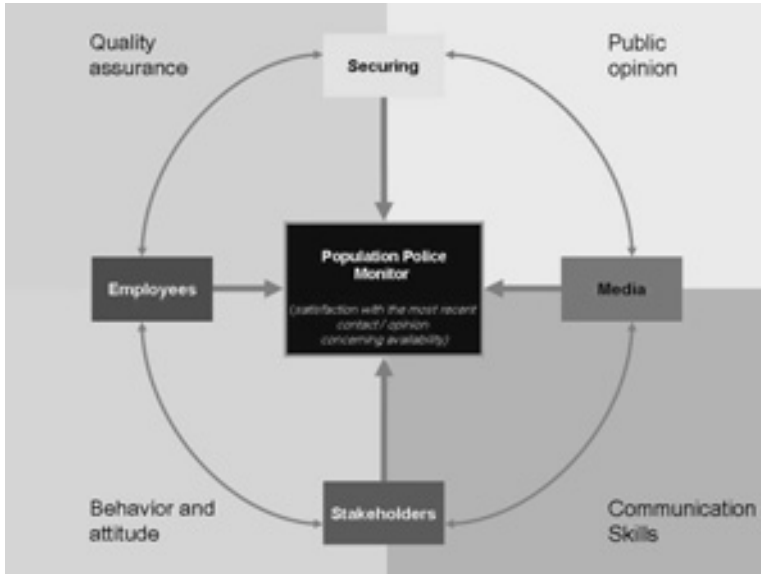 Quality
assurance
Securing
Public
opinion
Population Police
Monitor
(satisfaction with the most recent
contact / opinion
concerning availability)
Employees
Media
Behavior and
attitude
Stakeholders
Communication
Skills